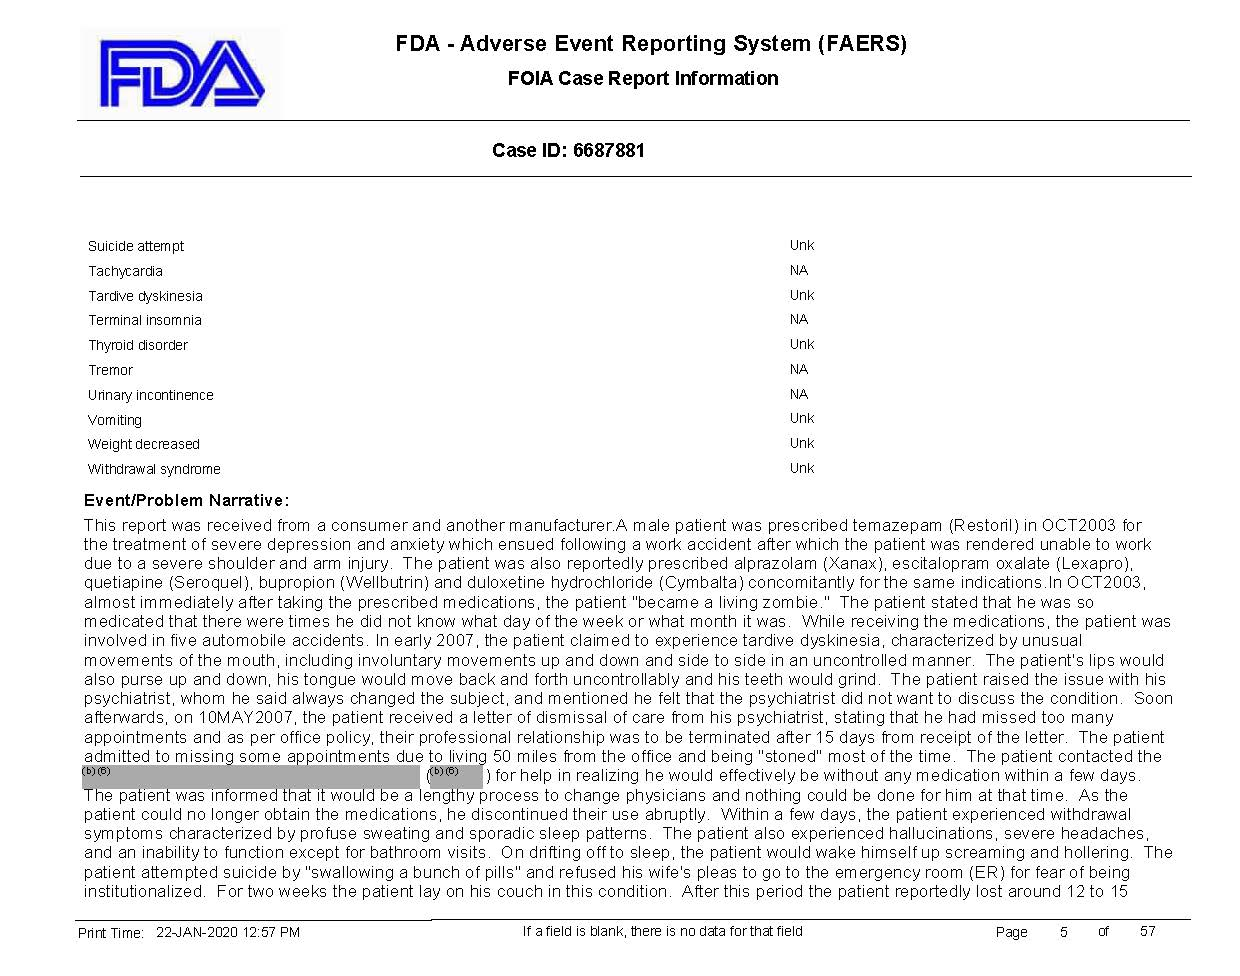 FDA
FDA - Adverse Event Reporting System (FAERS)
FOIA Case Report Information
Case ID: 6687881
Suicide attempt Unk
Tachycardia NA
Tardive dyskinesia Unk
Terminal insomnia NA
Thyroid disorder Unk
Tremor NA
Urinary incontinence NA
Vomiting Unk
Weight decreased Unk
Withdrawal syndrome Unk
Event/Problem Narrative:
This report was received from a consumer and another manufacturer.A male patient was prescribed temazepam (Restoril) in OCT2003 for
the treatment of severe depression and anxiety which ensued following a work accident after which the patient was rendered unable to work
due to a severe shoulder and arm injury.  The patient was also reportedly prescribed alprazolam (Xanax), escitalopram oxalate (Lexapro),
quetiapine (Seroquel), bupropion (Wellbutrin) and duloxetine hydrochloride (Cymbalta) concomitantly for the same indications.In OCT2003,
almost immediately after taking the prescribed medications, the patient "became a living zombie."  The patient stated that he was so
medicated that there were times he did not know what day of the week or what month it was.  While receiving the medications, the patient was
involved in five automobile accidents. In early 2007, the patient claimed to experience tardive dyskinesia, characterized by unusual
movements of the mouth, including involuntary movements up and down and side to side in an uncontrolled manner.  The patient's lips would
also purse up and down, his tongue would move back and forth uncontrollably and his teeth would grind.  The patient raised the issue with his
psychiatrist, whom he said always changed the subject, and mentioned he felt that the psychiatrist did not want to discuss the condition.  Soon
afterwards, on 10MAY2007, the patient received a letter of dismissal of care from his psychiatrist, stating that he had missed too many
appointments and as per office policy, their professional relationship was to be terminated after 15 days from receipt of the letter.  The patient
admitted to missing some appointments due to living 50 miles from the office and being "stoned" most of the time.  The patient contacted the
(b) (6) ((b) (6) ) for help in realizing he would effectively be without any medication within a few days.
The patient was informed that it would be a lengthy process to change physicians and nothing could be done for him at that time.  As the
patient could no longer obtain the medications, he discontinued their use abruptly.  Within a few days, the patient experienced withdrawal
symptoms characterized by profuse sweating and sporadic sleep patterns.  The patient also experienced hallucinations, severe headaches,
and an inability to function except for bathroom visits.  On drifting off to sleep, the patient would wake himself up screaming and hollering.  The
patient attempted suicide by "swallowing a bunch of pills" and refused his wife's pleas to go to the emergency room (ER) for fear of being
institutionalized.  For two weeks the patient lay on his couch in this condition.  After this period the patient reportedly lost around 12 to 15
Print Time: 22-JAN-2020 12:57 PM If a field is blank, there is no data for that field Page 5 of 57